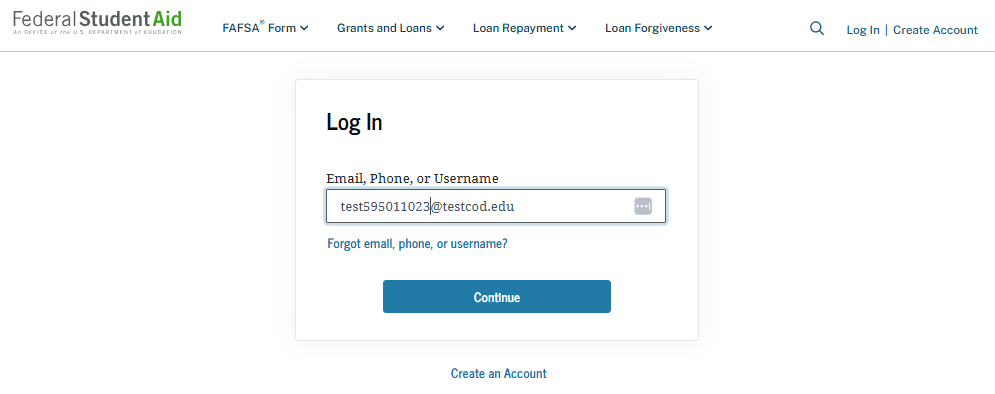 Federal Student Aid
An OFFICE of the U.S. DEPARTMENT of EDUCATION
FAFSA® Form
Grants and Loans
Loan Repayment
Loan Forgiveness
Log In | Create Account
Log In
Email, Phone, or Username
test595011023@testcod.edu
Forgot email, phone, or username?
Continue
Create an Account